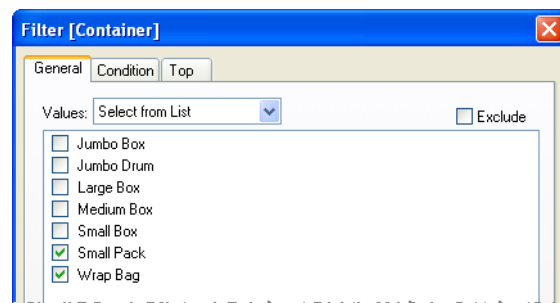 Filter [Container]
General Condition Top
Values: Select from List Exclude
Jumbo Box
Jumbo Drum
Large Box
Medium Box
Small Box
Small Pack
Wrap Bag